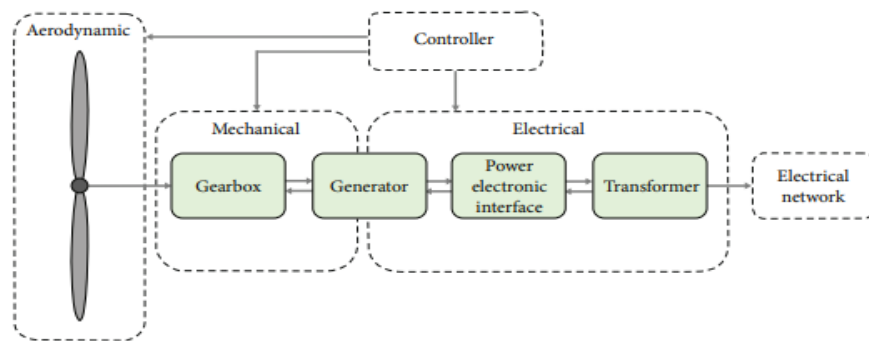 Aerodynamic
Controller
Mechanical
Electrical
Gearbox
Generator
Power
electronic
interface
Transformer
Electrical
network